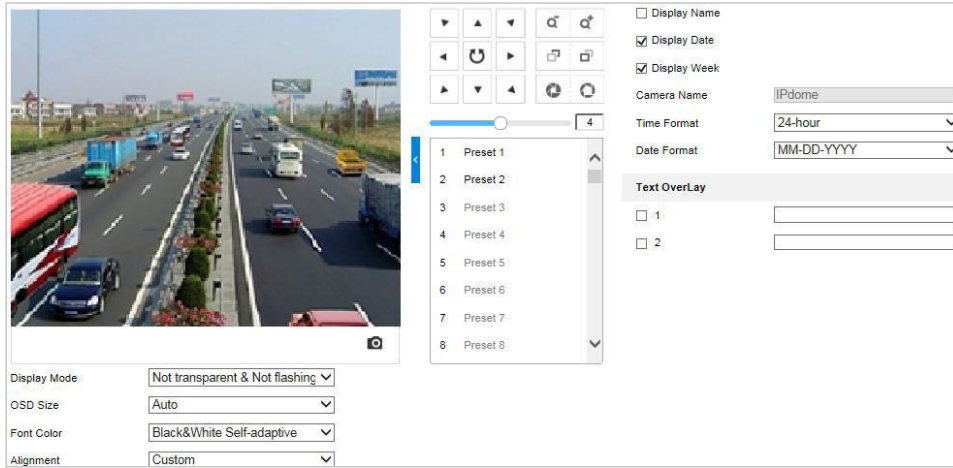 4
1 Preset 1
2 Preset 2
3 Preset 3
4 Preset 4
5 Preset 5
6 Preset 6
7 Preset 7
8 Preset 8
Display Mode Not transparent & Not flashing
OSD Size Auto
Font Color Black&White Self-adaptive
Alignment Custom
Display Name
Display Date
Display Week
Camera Name IPdome
Time Format 24-hour
Date Format MM-DD-YYYY
Text OverLay
1
2